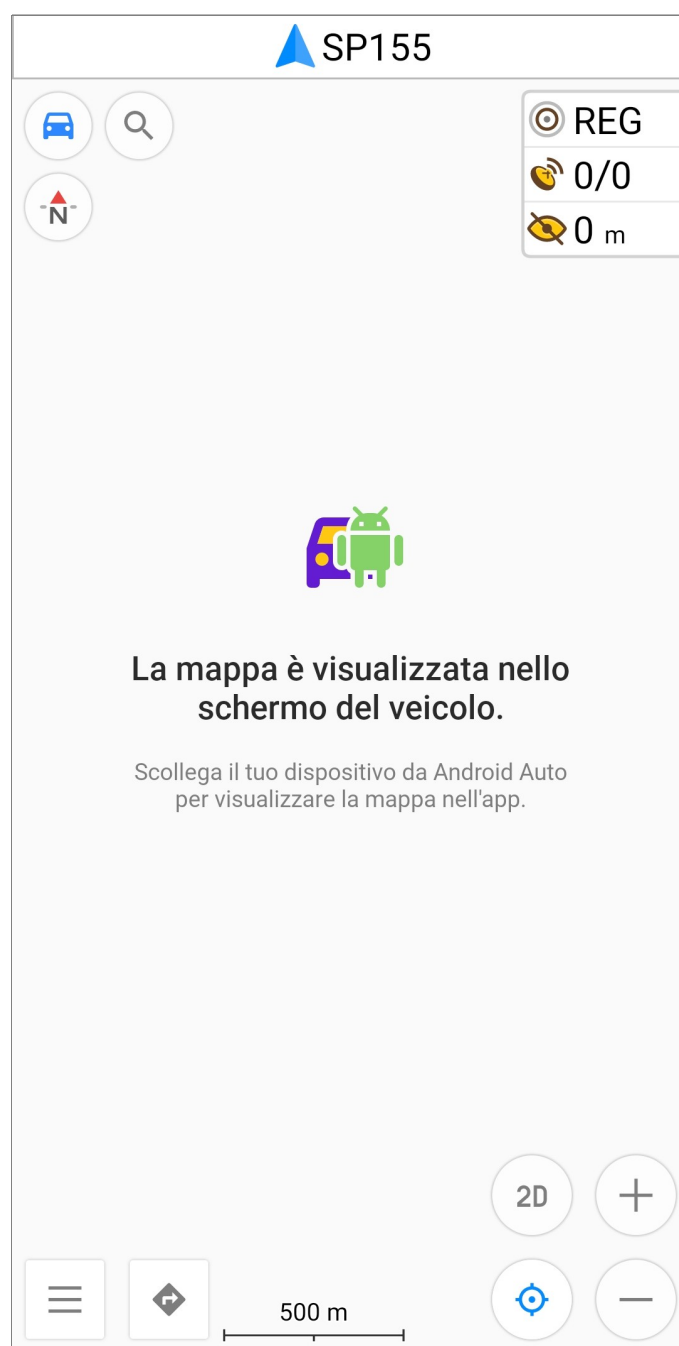 SP155
REG
0/0
0 m
N
La mappa è visualizzata nello
schermo del veicolo.
Scollega il tuo dispositivo da Android Auto
per visualizzare la mappa nell'app.
2D
500 m